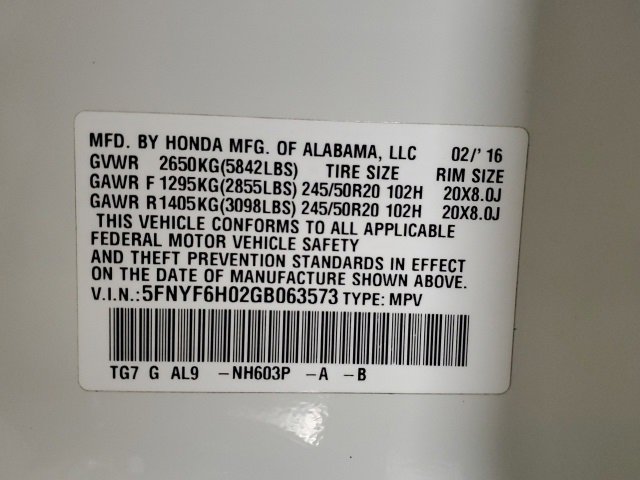 MFD. BY HONDA MFG. OF ALABAMA, LLC 02/' 16
GVWR 2650KG(5842LBS) TIRE SIZE RIM SIZE
GAWR F 1295KG(2855LBS) 245/50R20 102H 20X8.0J
GAWR R 1405KG(3098LBS) 245/50R20 102H 20X8.0J
THIS VEHICLE CONFORMS TO ALL APPLICABLE
FEDERAL MOTOR VEHICLE SAFETY
AND THEFT PREVENTION STANDARDS IN EFFECT
ON THE DATE OF MANUFACTURE SHOWN ABOVE.
V.I.N.:5FNYF6H02GB063573 TYPE: MPV
TG7 G AL9 -NH603P -A -B